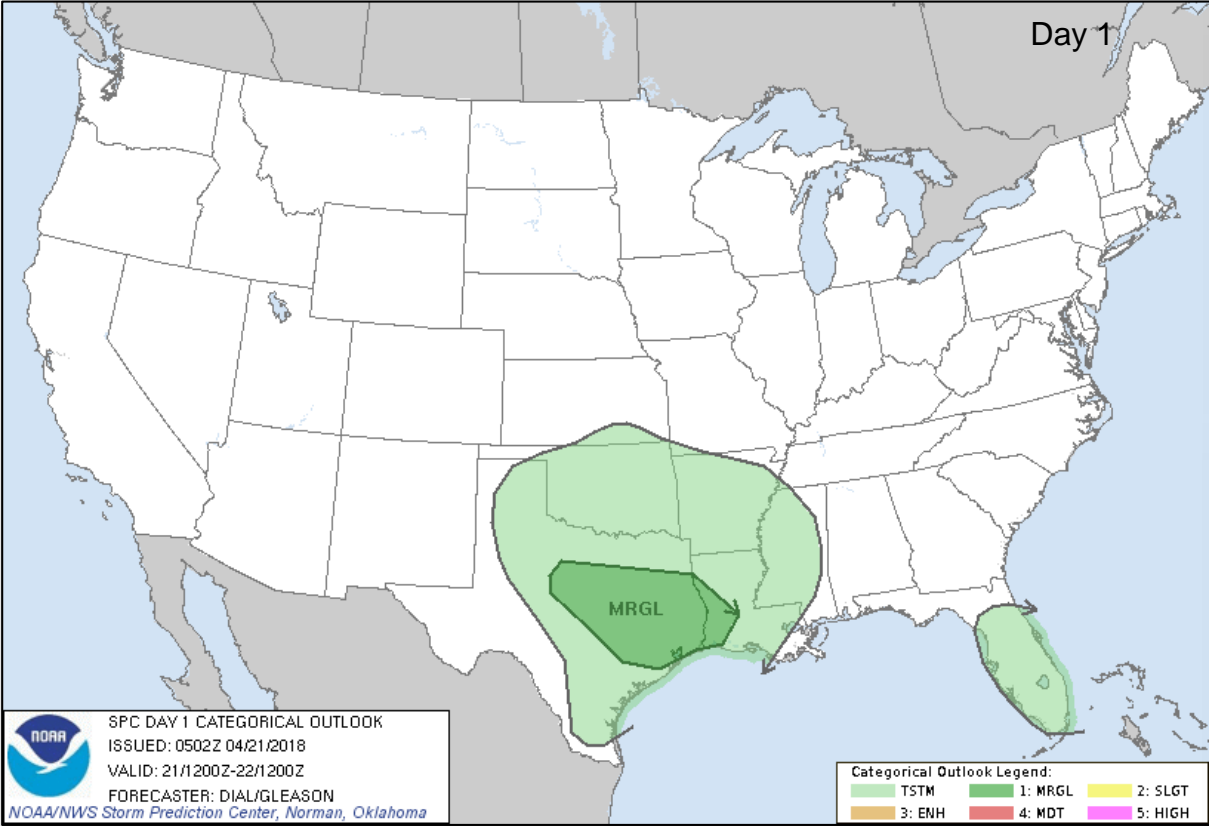 Day 1
MRGL
NOAA
SPC DAY 1 CATEGORICAL OUTLOOK
ISSUED: 0502Z 04/21/2018
VALID: 21/1200Z-22/1200Z
FORECASTER: DIAL/GLEASON
NOAA/NWS Storm Prediction Center, Norman, Oklahoma
Categorical Outlook Legend:
TSTM 1: MRGL 2: SLGT
3: ENH 4: MDT 5: HIGH